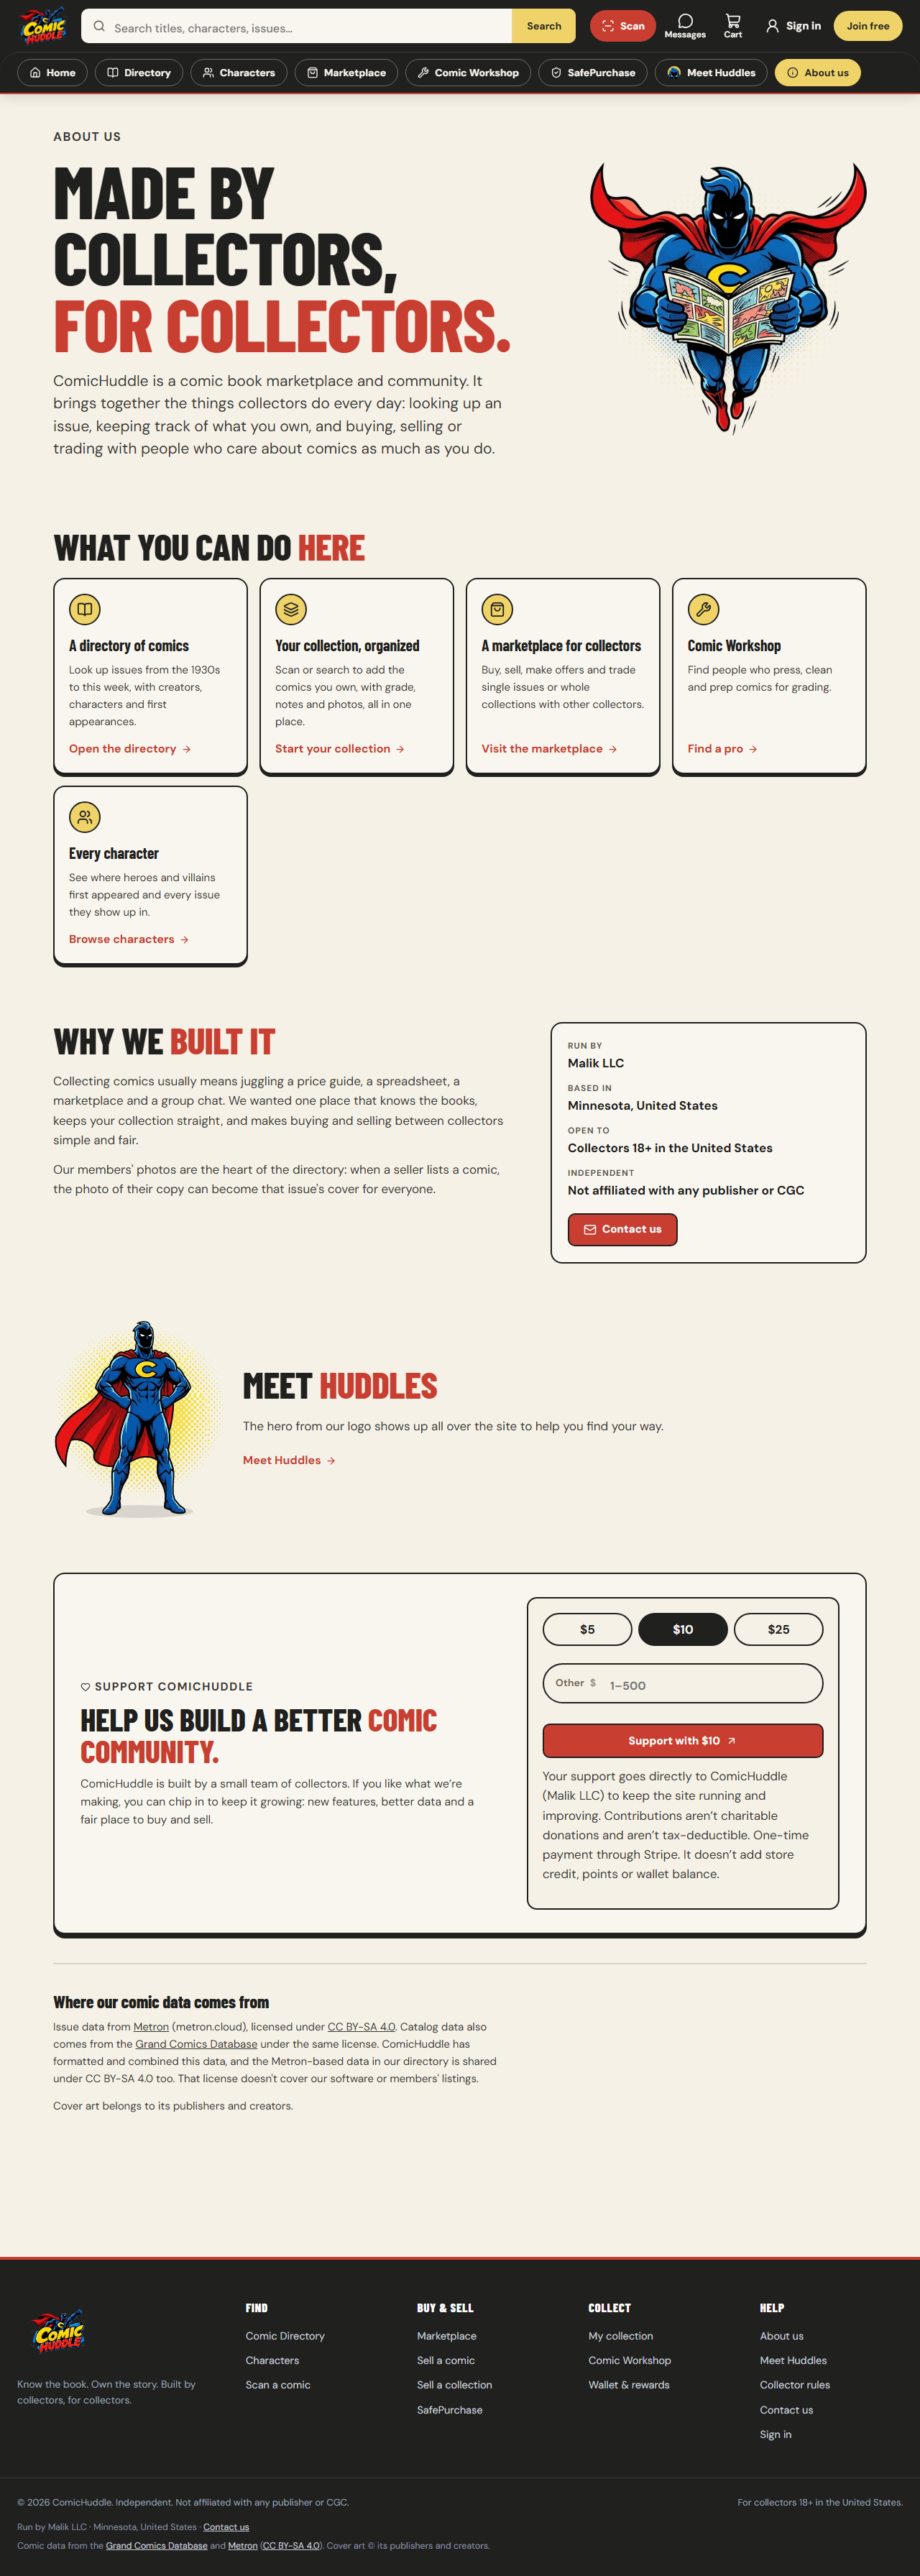 COMIC HUDDLE
Search titles, characters, issues...
Search
Scan
Messages
Cart
Sign in
Join free
Home
Directory
Characters
Marketplace
Comic Workshop
SafePurchase
Meet Huddles
About us
ABOUT US
MADE BY
COLLECTORS,
FOR COLLECTORS.
ComicHuddle is a comic book marketplace and community. It
brings together the things collectors do every day: looking up an
issue, keeping track of what you own, and buying, selling or
trading with people who care about comics as much as you do.
C
WHAT YOU CAN DO HERE
A directory of comics
Look up issues from the 1930s
to this week, with creators,
characters and first
appearances.
Open the directory →
Your collection, organized
Scan or search to add the
comics you own, with grade,
notes and photos, all in one
place.
Start your collection →
A marketplace for collectors
Buy, sell, make offers and trade
single issues or whole
collections with other collectors.
Visit the marketplace →
Comic Workshop
Find people who press, clean
and prep comics for grading.
Find a pro →
Every character
See where heroes and villains
first appeared and every issue
they show up in.
Browse characters →
WHY WE BUILT IT
Collecting comics usually means juggling a price guide, a spreadsheet, a
marketplace and a group chat. We wanted one place that knows the books,
keeps your collection straight, and makes buying and selling between collectors
simple and fair.
Our members' photos are the heart of the directory: when a seller lists a comic,
the photo of their copy can become that issue's cover for everyone.
RUN BY
Malik LLC
BASED IN
Minnesota, United States
OPEN TO
Collectors 18+ in the United States
INDEPENDENT
Not affiliated with any publisher or CGC
Contact us
C
MEET HUDDLES
The hero from our logo shows up all over the site to help you find your way.
Meet Huddles →
SUPPORT COMICHUDDLE
HELP US BUILD A BETTER COMIC
COMMUNITY.
ComicHuddle is built by a small team of collectors. If you like what we're
making, you can chip in to keep it growing: new features, better data and a
fair place to buy and sell.
$5
$10
$25
Other $ 1–500
Support with $10 ↗
Your support goes directly to ComicHuddle
(Malik LLC) to keep the site running and
improving. Contributions aren't charitable
donations and aren't tax-deductible. One-time
payment through Stripe. It doesn't add store
credit, points or wallet balance.
Where our comic data comes from
Issue data from Metron (metron.cloud), licensed under CC BY-SA 4.0. Catalog data also
comes from the Grand Comics Database under the same license. ComicHuddle has
formatted and combined this data, and the Metron-based data in our directory is shared
under CC BY-SA 4.0 too. That license doesn't cover our software or members' listings.
Cover art belongs to its publishers and creators.
COMIC HUDDLE
Know the book. Own the story. Built by
collectors, for collectors.
FIND
Comic Directory
Characters
Scan a comic
BUY & SELL
Marketplace
Sell a comic
Sell a collection
SafePurchase
COLLECT
My collection
Comic Workshop
Wallet & rewards
HELP
About us
Meet Huddles
Collector rules
Contact us
Sign in
© 2026 ComicHuddle. Independent. Not affiliated with any publisher or CGC.
For collectors 18+ in the United States.
Run by Malik LLC · Minnesota, United States · Contact us
Comic data from the Grand Comics Database and Metron (CC BY-SA 4.0). Cover art © its publishers and creators.